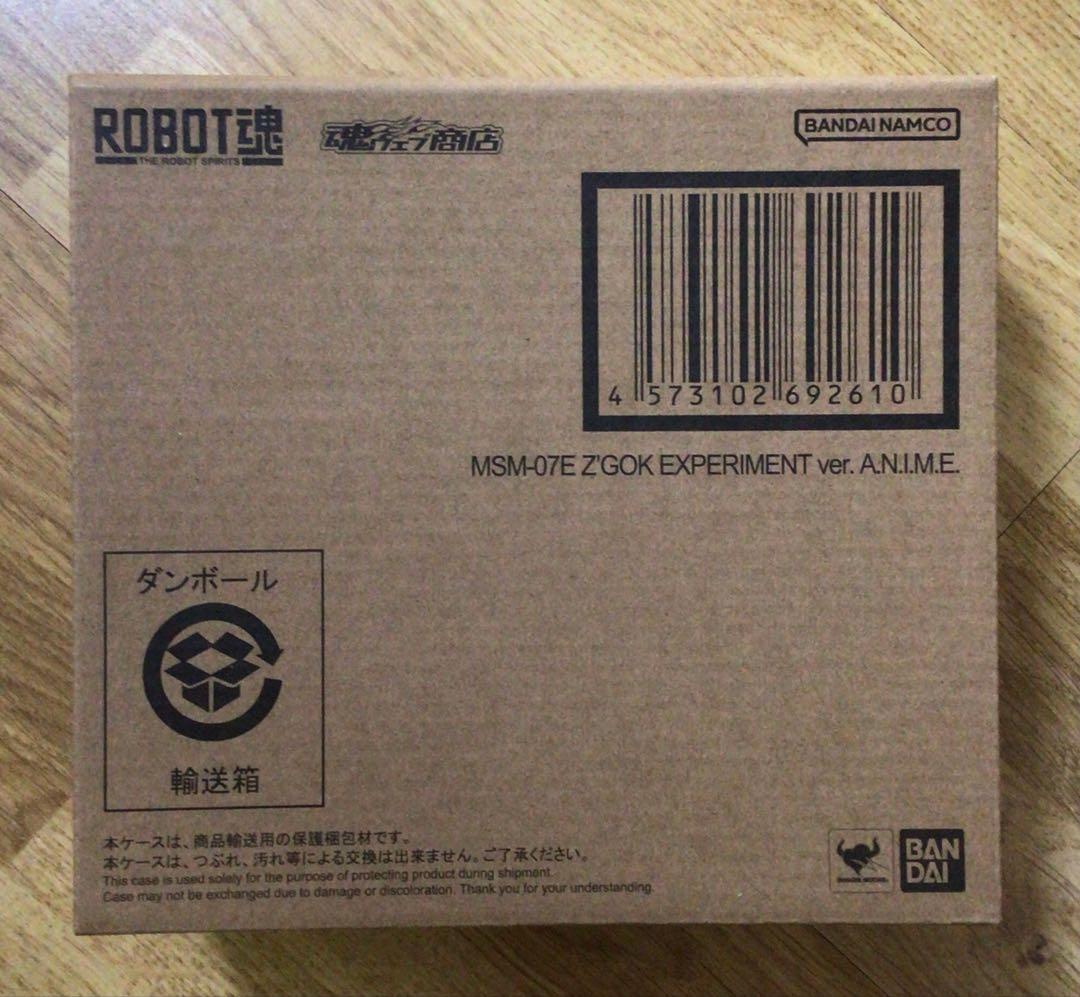 ROBOT魂
THE ROBOT SPIRITS
魂ウェブ商店
BANDAI NAMCO
4 573102 692610
MSM-07E Z'GOK EXPERIMENT ver. A.N.I.M.E.
ダンボール
輸送箱
本ケースは、商品輸送用の保護梱包材です。
本ケースは、つぶれ、汚れ等による交換は出来ません。ご了承ください。
This case is used solely for the purpose of protecting product during shipment.
Case may not be exchanged due to damage or discoloration. Thank you for your understanding.
BAN
DAI